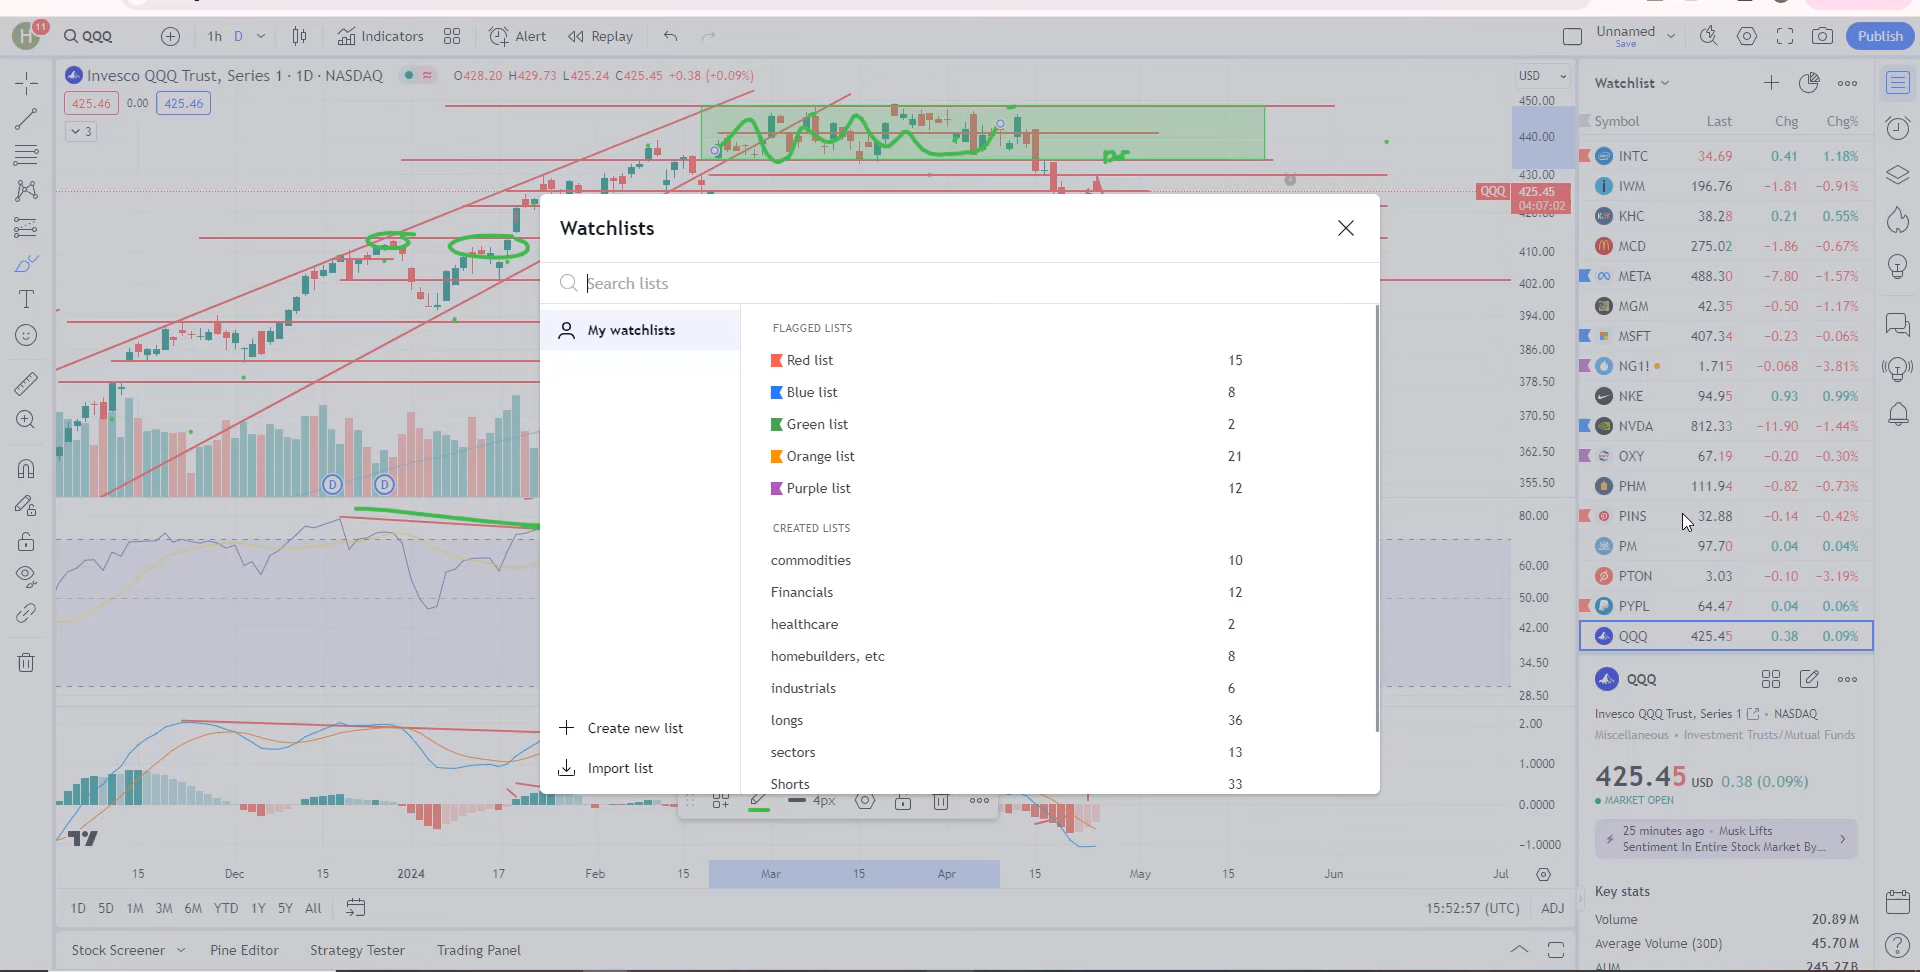 H 11 QQQ 1h D Indicators Alert Replay Unnamed Save Publish
Invesco QQQ Trust, Series 1 · 1D · NASDAQ O428.20 H429.73 L425.24 C425.45 +0.38 (+0.09%)
425.46 0.00 425.46
3
USD
450.00
440.00
430.00
QQQ 425.45
04:07:02
410.00
402.00
394.00
386.00
378.50
370.50
362.50
355.50
80.00
60.00
50.00
42.00
34.50
28.50
2.00
1.0000
0.0000
−1.0000
D D
Watchlists
Search lists
My watchlists
Create new list
Import list
FLAGGED LISTS
Red list 15
Blue list 8
Green list 2
Orange list 21
Purple list 12
CREATED LISTS
commodities 10
Financials 12
healthcare 2
homebuilders, etc 8
industrials 6
longs 36
sectors 13
Shorts 33
4px
15 Dec 15 2024 17 Feb 15 Mar 15 Apr 15 May 15 Jun Jul
1D 5D 1M 3M 6M YTD 1Y 5Y All 15:52:57 (UTC) ADJ
Stock Screener Pine Editor Strategy Tester Trading Panel
Watchlist
Symbol Last Chg Chg%
INTC 34.69 0.41 1.18%
IWM 196.76 −1.81 −0.91%
KHC 38.28 0.21 0.55%
MCD 275.02 −1.86 −0.67%
META 488.30 −7.80 −1.57%
MGM 42.35 −0.50 −1.17%
MSFT 407.34 −0.23 −0.06%
NG1! 1.715 −0.068 −3.81%
NKE 94.95 0.93 0.99%
NVDA 812.33 −11.90 −1.44%
OXY 67.19 −0.20 −0.30%
PHM 111.94 −0.82 −0.73%
PINS 32.88 −0.14 −0.42%
PM 97.70 0.04 0.04%
PTON 3.03 −0.10 −3.19%
PYPL 64.47 0.04 0.06%
QQQ 425.45 0.38 0.09%
QQQ
Invesco QQQ Trust, Series 1 • NASDAQ
Miscellaneous • Investment Trusts/Mutual Funds
425.45 USD 0.38 (0.09%)
MARKET OPEN
25 minutes ago • Musk Lifts
Sentiment In Entire Stock Market By...
Key stats
Volume 20.89 M
Average Volume (30D) 45.70 M
AUM 245.27 B